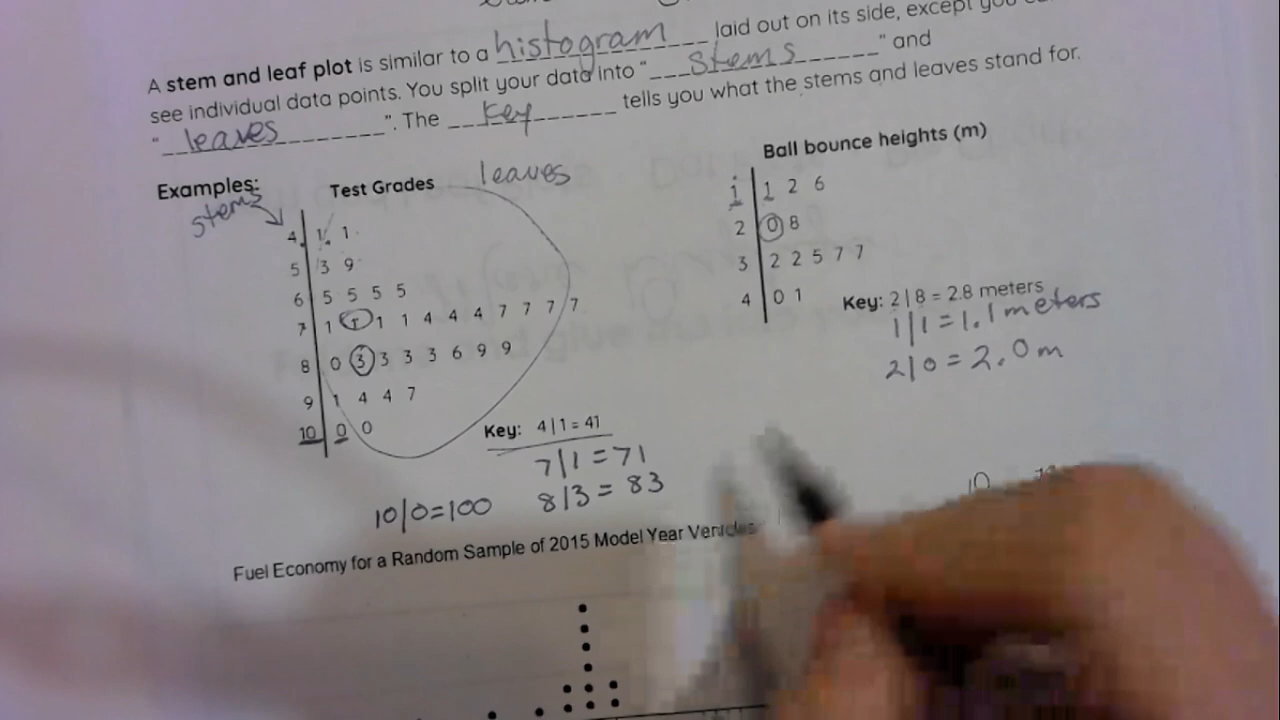 A stem and leaf plot is similar to a histogram laid out on its side, except you
see individual data points. You split your data into " stems " and
" leaves ". The key tells you what the stems and leaves stand for.
Examples:
stems
Test Grades
leaves
4 1 1
5 3 9
6 5 5 5 5
7 1 1 1 1 4 4 4 7 7 7 7
8 0 3 3 3 3 6 9 9
9 1 4 4 7
10 0 0
Key: 4|1 = 41
7|1 = 71
8|3 = 83
10|0=100
Ball bounce heights (m)
1 1 2 6
2 0 8
3 2 2 5 7 7
4 0 1
Key: 2|8 = 2.8 meters
1|1 = 1.1 meters
2|0 = 2.0 m
10
Fuel Economy for a Random Sample of 2015 Model Year Vehicles